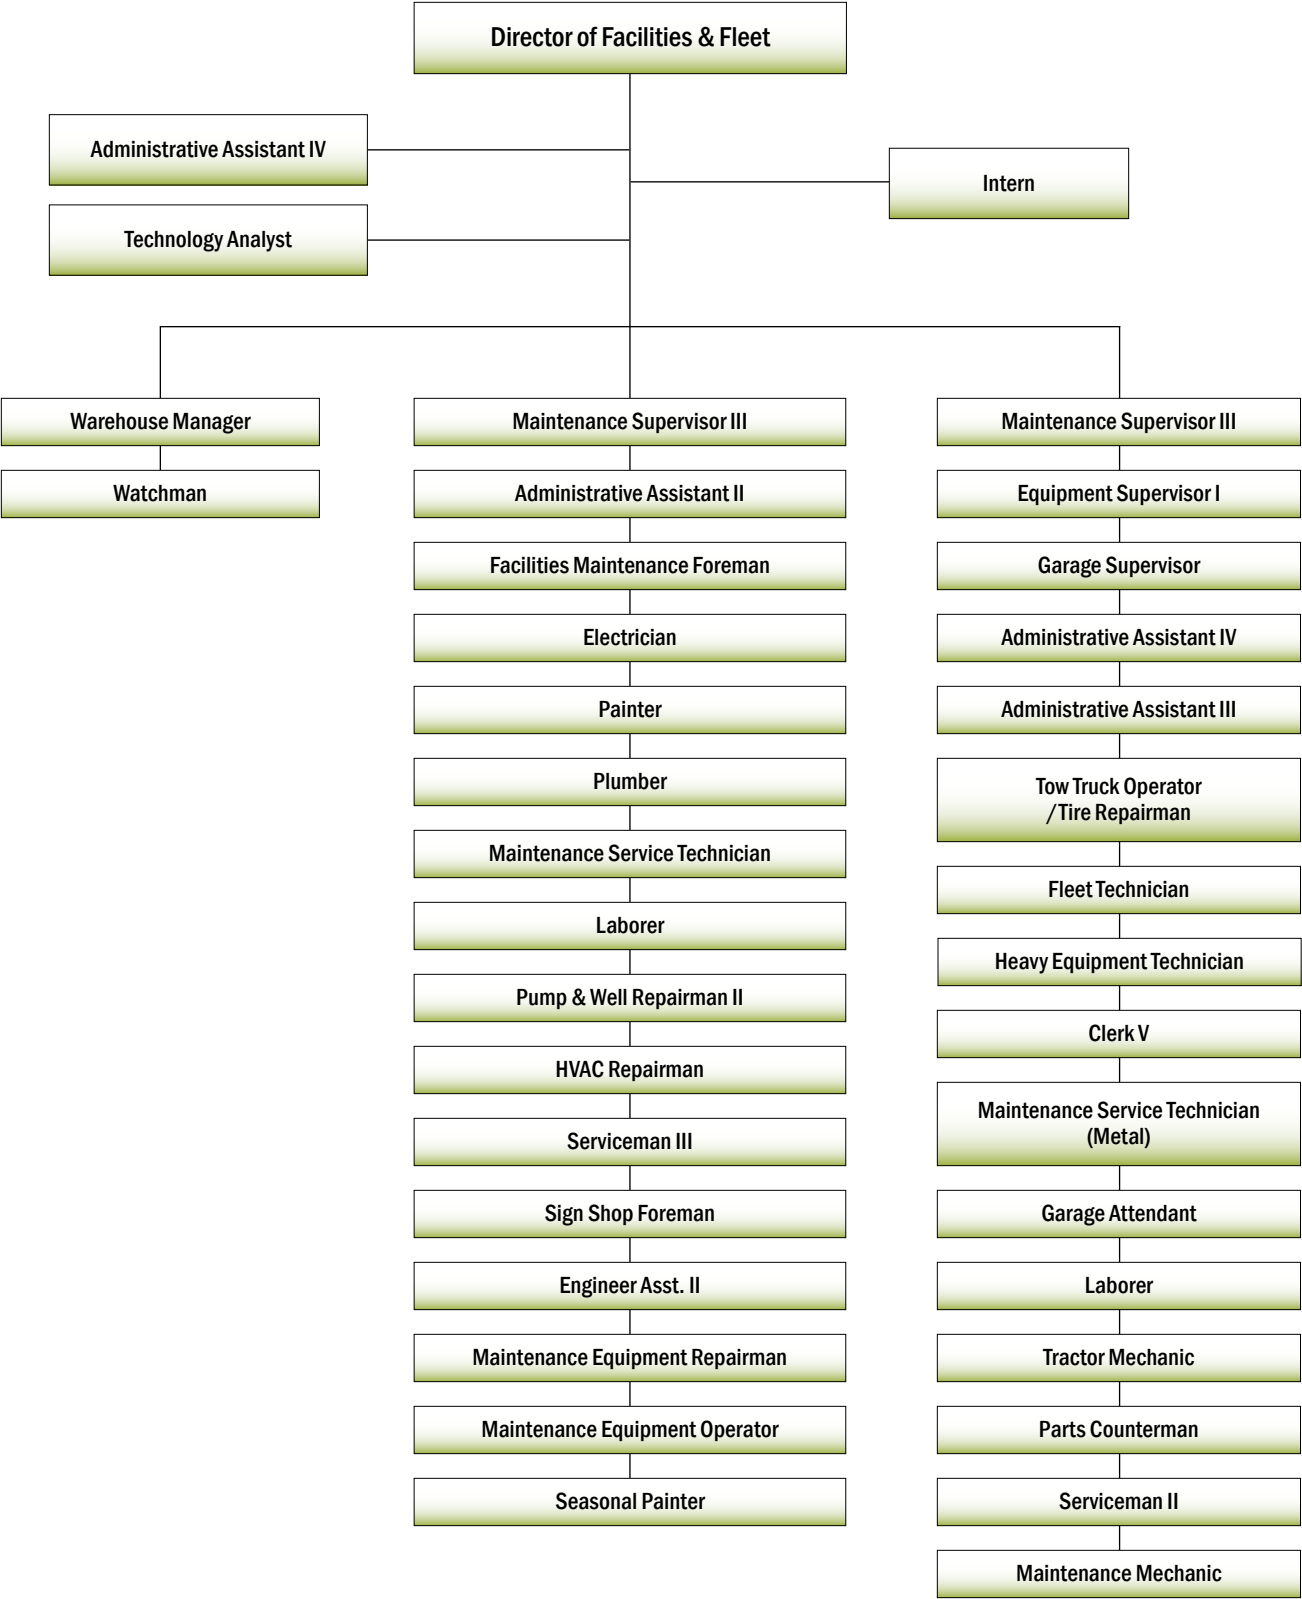 Director of Facilities & Fleet
Administrative Assistant IV
Intern
Technology Analyst
Warehouse Manager
Watchman
Maintenance Supervisor III
Administrative Assistant II
Facilities Maintenance Foreman
Electrician
Painter
Plumber
Maintenance Service Technician
Laborer
Pump & Well Repairman II
HVAC Repairman
Serviceman III
Sign Shop Foreman
Engineer Asst. II
Maintenance Equipment Repairman
Maintenance Equipment Operator
Seasonal Painter
Maintenance Supervisor III
Equipment Supervisor I
Garage Supervisor
Administrative Assistant IV
Administrative Assistant III
Tow Truck Operator
/Tire Repairman
Fleet Technician
Heavy Equipment Technician
Clerk V
Maintenance Service Technician
(Metal)
Garage Attendant
Laborer
Tractor Mechanic
Parts Counterman
Serviceman II
Maintenance Mechanic